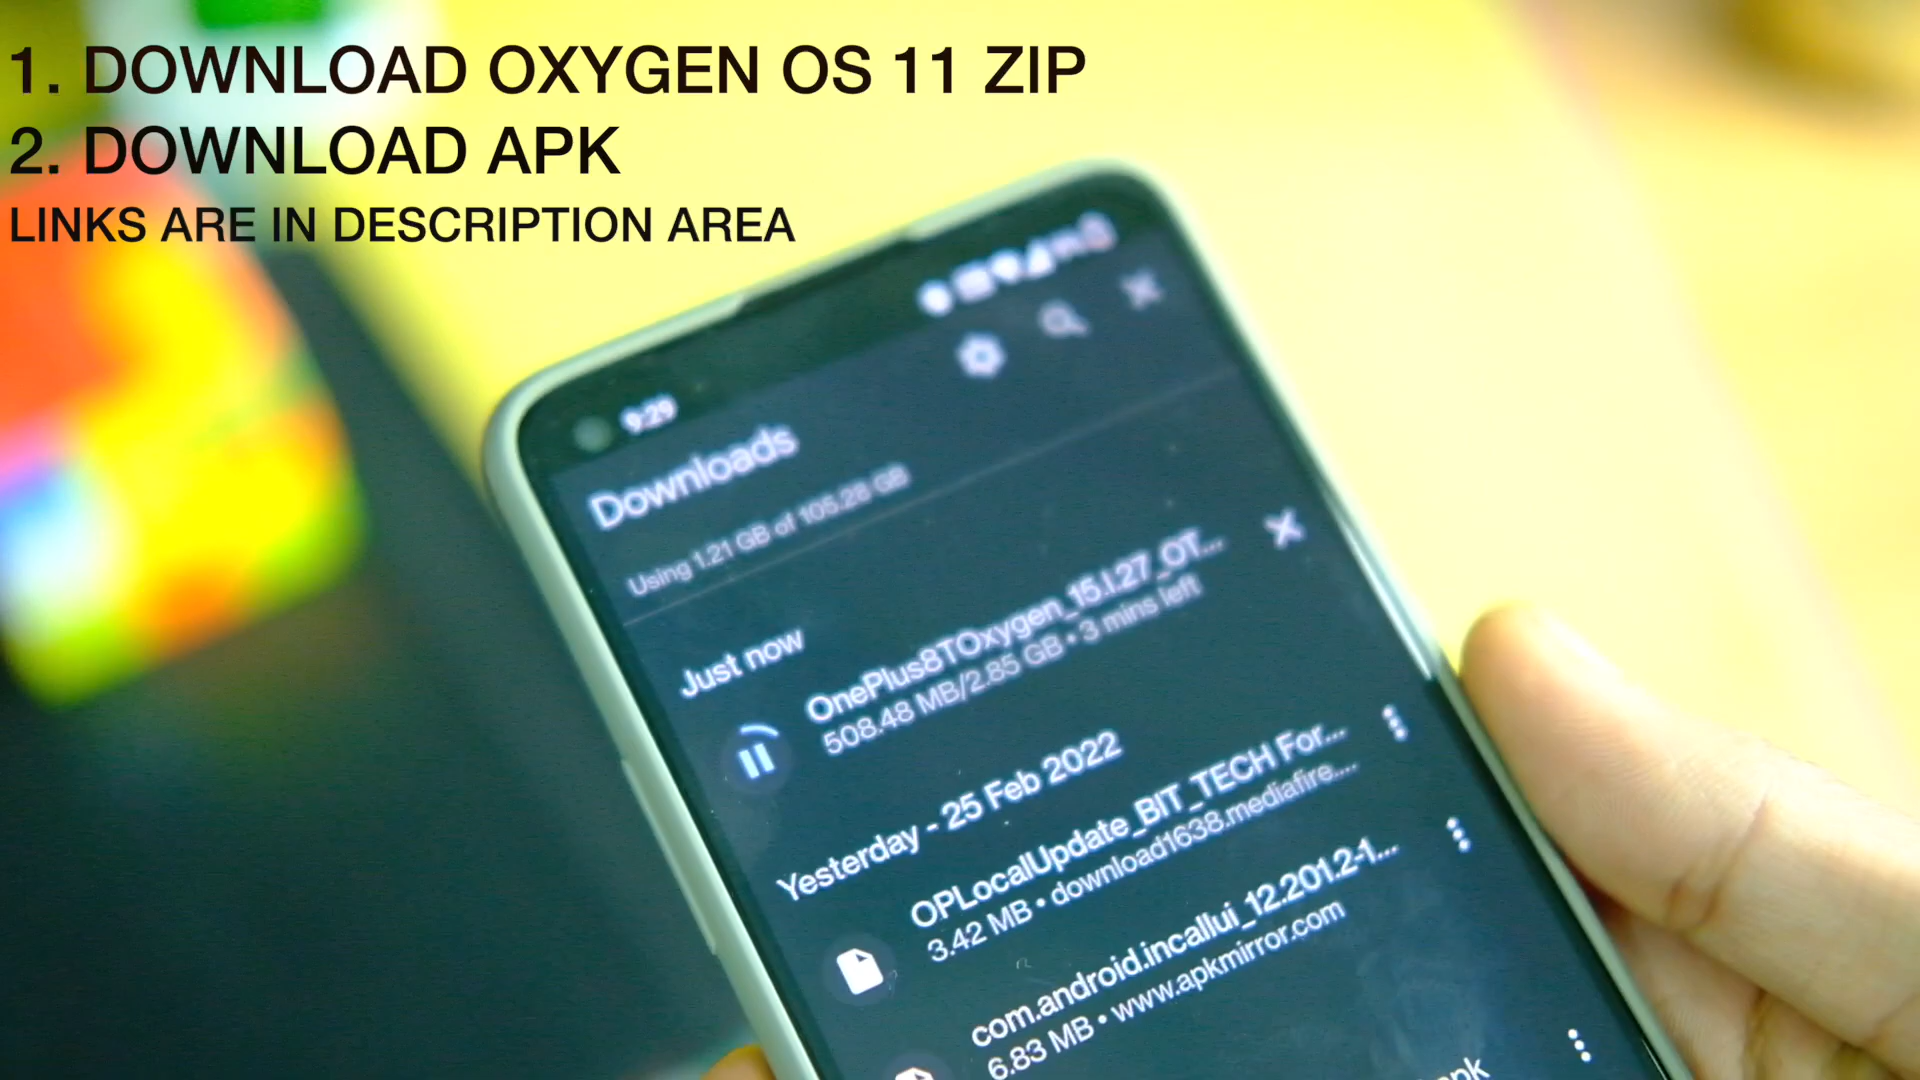 1. DOWNLOAD OXYGEN OS 11 ZIP
2. DOWNLOAD APK
LINKS ARE IN DESCRIPTION AREA
9:29
Downloads
Using 1.21 GB of 105.28 GB
Just now
OnePlus8TOxygen_15.I.27_OT...
508.48 MB/2.85 GB • 3 mins left
Yesterday - 25 Feb 2022
OPLocalUpdate_BIT_TECH For...
3.42 MB • download1638.mediafire....
com.android.incallui_12.201.2-1...
6.83 MB • www.apkmirror.com